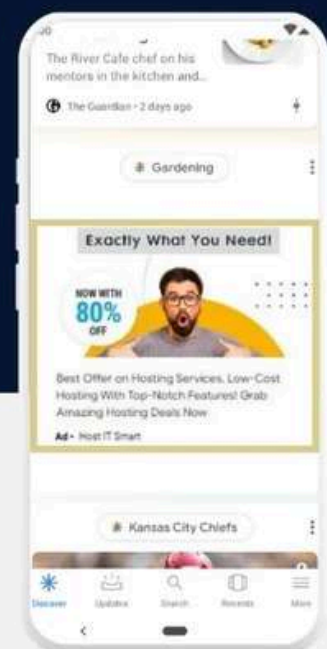 The River Cafe chef on his
mentors in the kitchen and...
The Guardian • 2 days ago
Gardening
Exactly What You Need!
NOW WITH
80%
OFF
Best Offer on Hosting Services, Low-Cost
Hosting With Top-Notch Features! Grab
Amazing Hosting Deals Now
Ad • Host IT Smart
Kansas City Chiefs
Discover
Updates
Search
Recents
More